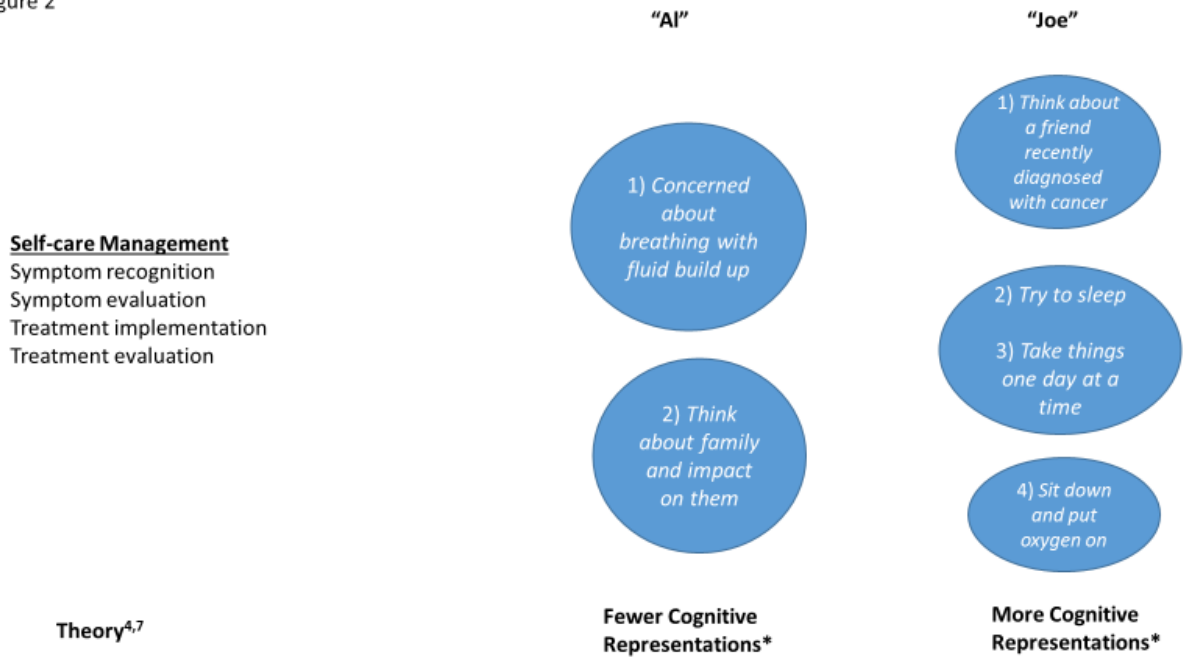 gure 2
"Al"
"Joe"
Self-care Management
Symptom recognition
Symptom evaluation
Treatment implementation
Treatment evaluation
1) Concerned
about
breathing with
fluid build up
2) Think
about family
and impact
on them
1) Think about
a friend
recently
diagnosed
with cancer
2) Try to sleep
3) Take things
one day at a
time
4) Sit down
and put
oxygen on
Theory4,7
Fewer Cognitive
Representations*
More Cognitive
Representations*